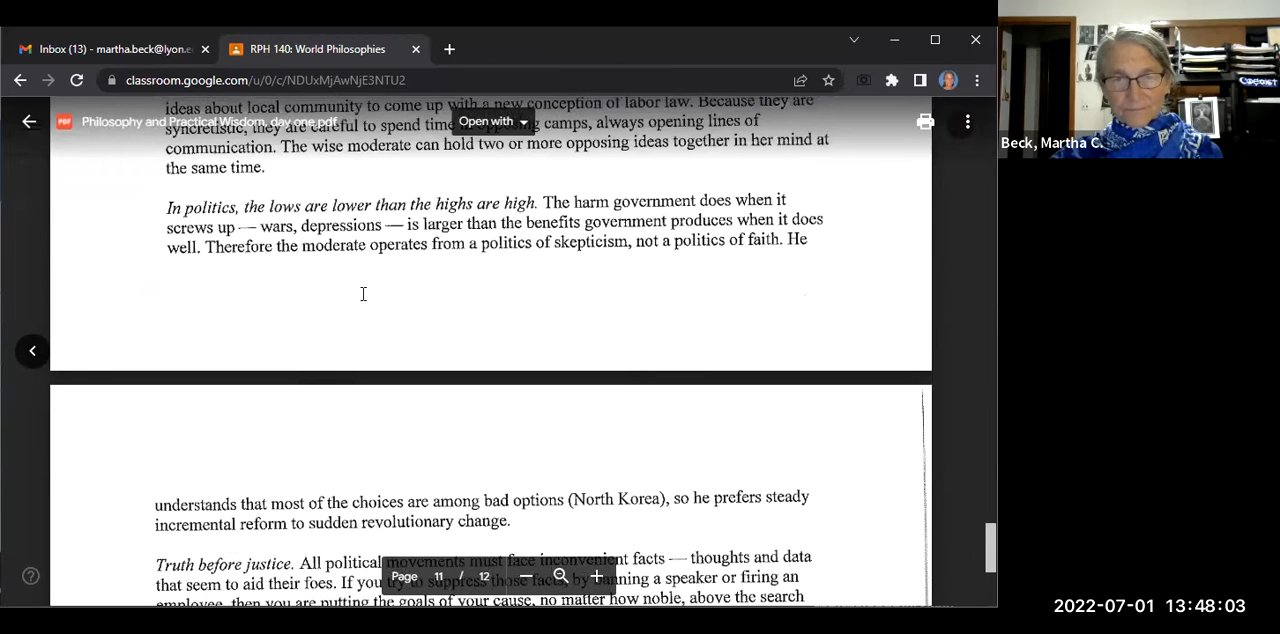 Inbox (13) - martha.beck@lyon.e
RPH 140: World Philosophies
classroom.google.com/u/0/c/NDUxMjAwNjE3NTU2
ideas about local community to come up with a new conception of labor law. Because they are
Philosophy and Practical Wisdom, day one.pdf
Open with
syncretistic, they are careful to spend time in opposing camps, always opening lines of
communication. The wise moderate can hold two or more opposing ideas together in her mind at
the same time.
In politics, the lows are lower than the highs are high. The harm government does when it
screws up — wars, depressions — is larger than the benefits government produces when it does
well. Therefore the moderate operates from a politics of skepticism, not a politics of faith. He
understands that most of the choices are among bad options (North Korea), so he prefers steady
incremental reform to sudden revolutionary change.
Truth before justice. All political movements must face inconvenient facts — thoughts and data
that seem to aid their foes. If you try to suppress those facts, by banning a speaker or firing an
employee, then you are putting the goals of your cause, no matter how noble, above the search
Page 11 / 12
Beck, Martha C.
2022-07-01 13:48:03